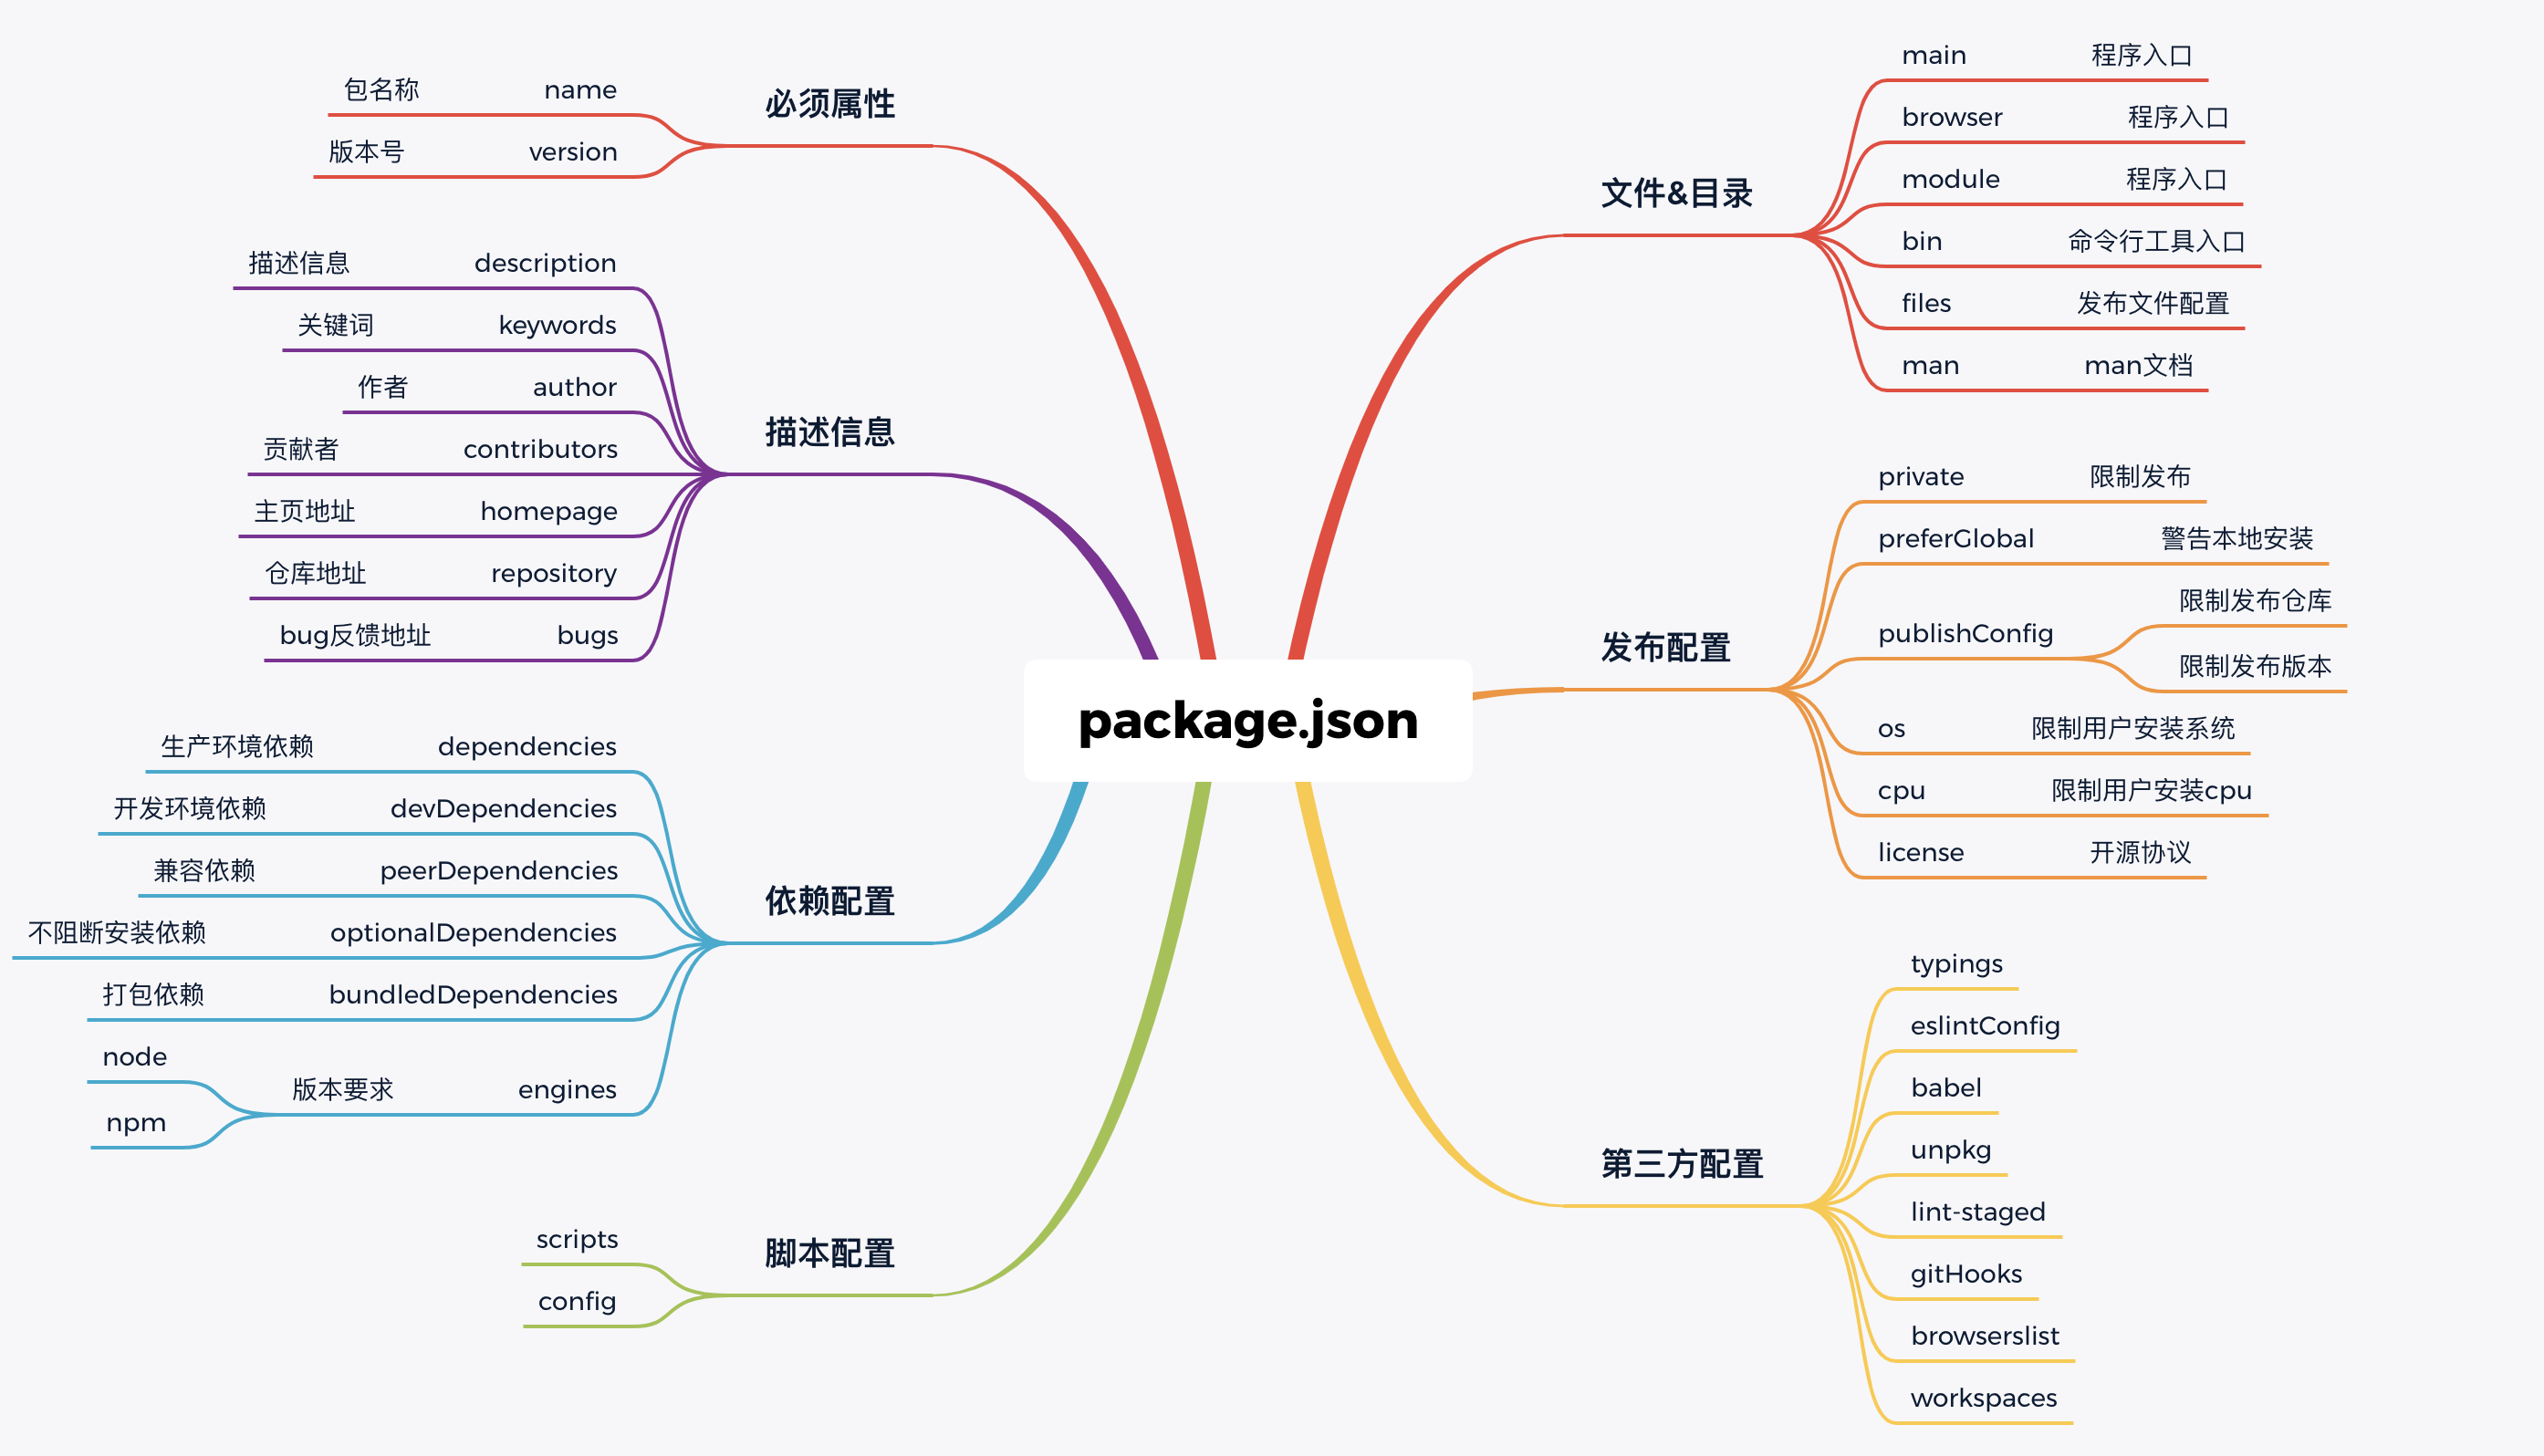 package.json
必须属性
name 包名称
version 版本号
描述信息
description 描述信息
keywords 关键词
author 作者
contributors 贡献者
homepage 主页地址
repository 仓库地址
bugs bug反馈地址
依赖配置
dependencies 生产环境依赖
devDependencies 开发环境依赖
peerDependencies 兼容依赖
optionalDependencies 不阻断安装依赖
bundledDependencies 打包依赖
engines 版本要求
node
npm
脚本配置
scripts
config
文件&目录
main 程序入口
browser 程序入口
module 程序入口
bin 命令行工具入口
files 发布文件配置
man man文档
发布配置
private 限制发布
preferGlobal 警告本地安装
publishConfig
限制发布仓库
限制发布版本
os 限制用户安装系统
cpu 限制用户安装cpu
license 开源协议
第三方配置
typings
eslintConfig
babel
unpkg
lint-staged
gitHooks
browserslist
workspaces